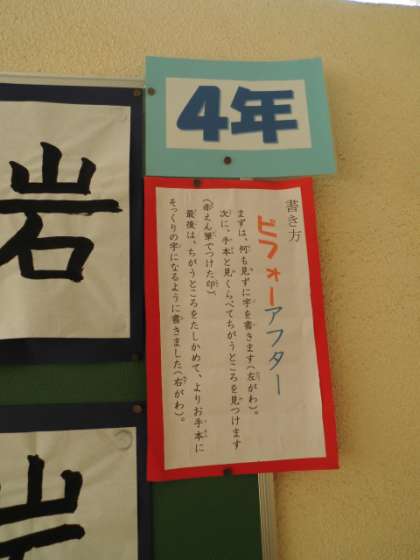 4年
書き方
ビフォーアフター
まずは、何も見ずに字を書きます(左がわ)。
次に、手本と見くらべてちがうところを見つけます
(赤えん筆でつけた印)
最後は、ちがうところをたしかめて、よりお手本に
そっくりの字になるように書きました(右がわ)。
岩
岩